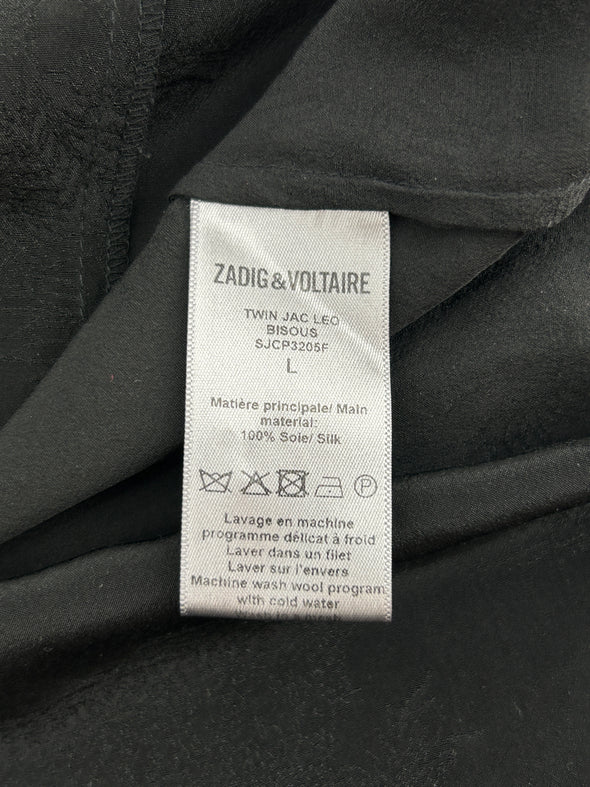 ZADIG&VOLTAIRE
TWIN JAC LEO
BISOUS
SJCP3205F
L
Matière principale/ Main
material:
100% Soie/ Silk
P
Lavage en machine
programme délicat à froid
Laver dans un filet
Laver sur l'envers
Machine wash wool program
with cold water